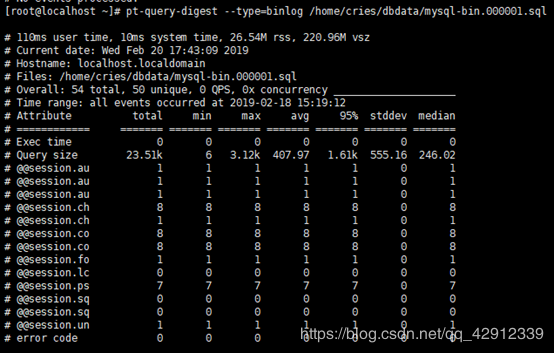 # No events processed.
[root@localhost ~]# pt-query-digest --type=binlog /home/cries/dbdata/mysql-bin.000001.sql
# 110ms user time, 10ms system time, 26.54M rss, 220.96M vsz
# Current date: Wed Feb 20 17:43:09 2019
# Hostname: localhost.localdomain
# Files: /home/cries/dbdata/mysql-bin.000001.sql
# Overall: 54 total, 50 unique, 0 QPS, 0x concurrency ____________________
# Time range: all events occurred at 2019-02-18 15:19:12
# Attribute          total     min     max     avg     95%  stddev  median
# ============     ======= ======= ======= ======= ======= ======= =======
# Exec time              0       0       0       0       0       0       0
# Query size        23.51k       6   3.12k  407.97   1.61k  555.16  246.02
# @@session.au           1       1       1       1       1       0       1
# @@session.au           1       1       1       1       1       0       1
# @@session.au           1       1       1       1       1       0       1
# @@session.ch           8       8       8       8       8       0       8
# @@session.ch           1       1       1       1       1       0       1
# @@session.co           8       8       8       8       8       0       8
# @@session.co           8       8       8       8       8       0       8
# @@session.fo           1       1       1       1       1       0       1
# @@session.lc           0       0       0       0       0       0       0
# @@session.ps           7       7       7       7       7       0       7
# @@session.sq           0       0       0       0       0       0       0
# @@session.sq           0       0       0       0       0       0       0
# @@session.un           1       1       1       1       1       0       1
# error code             0       0       0       0       0       0       0
https://blog.csdn.net/qq_42912339